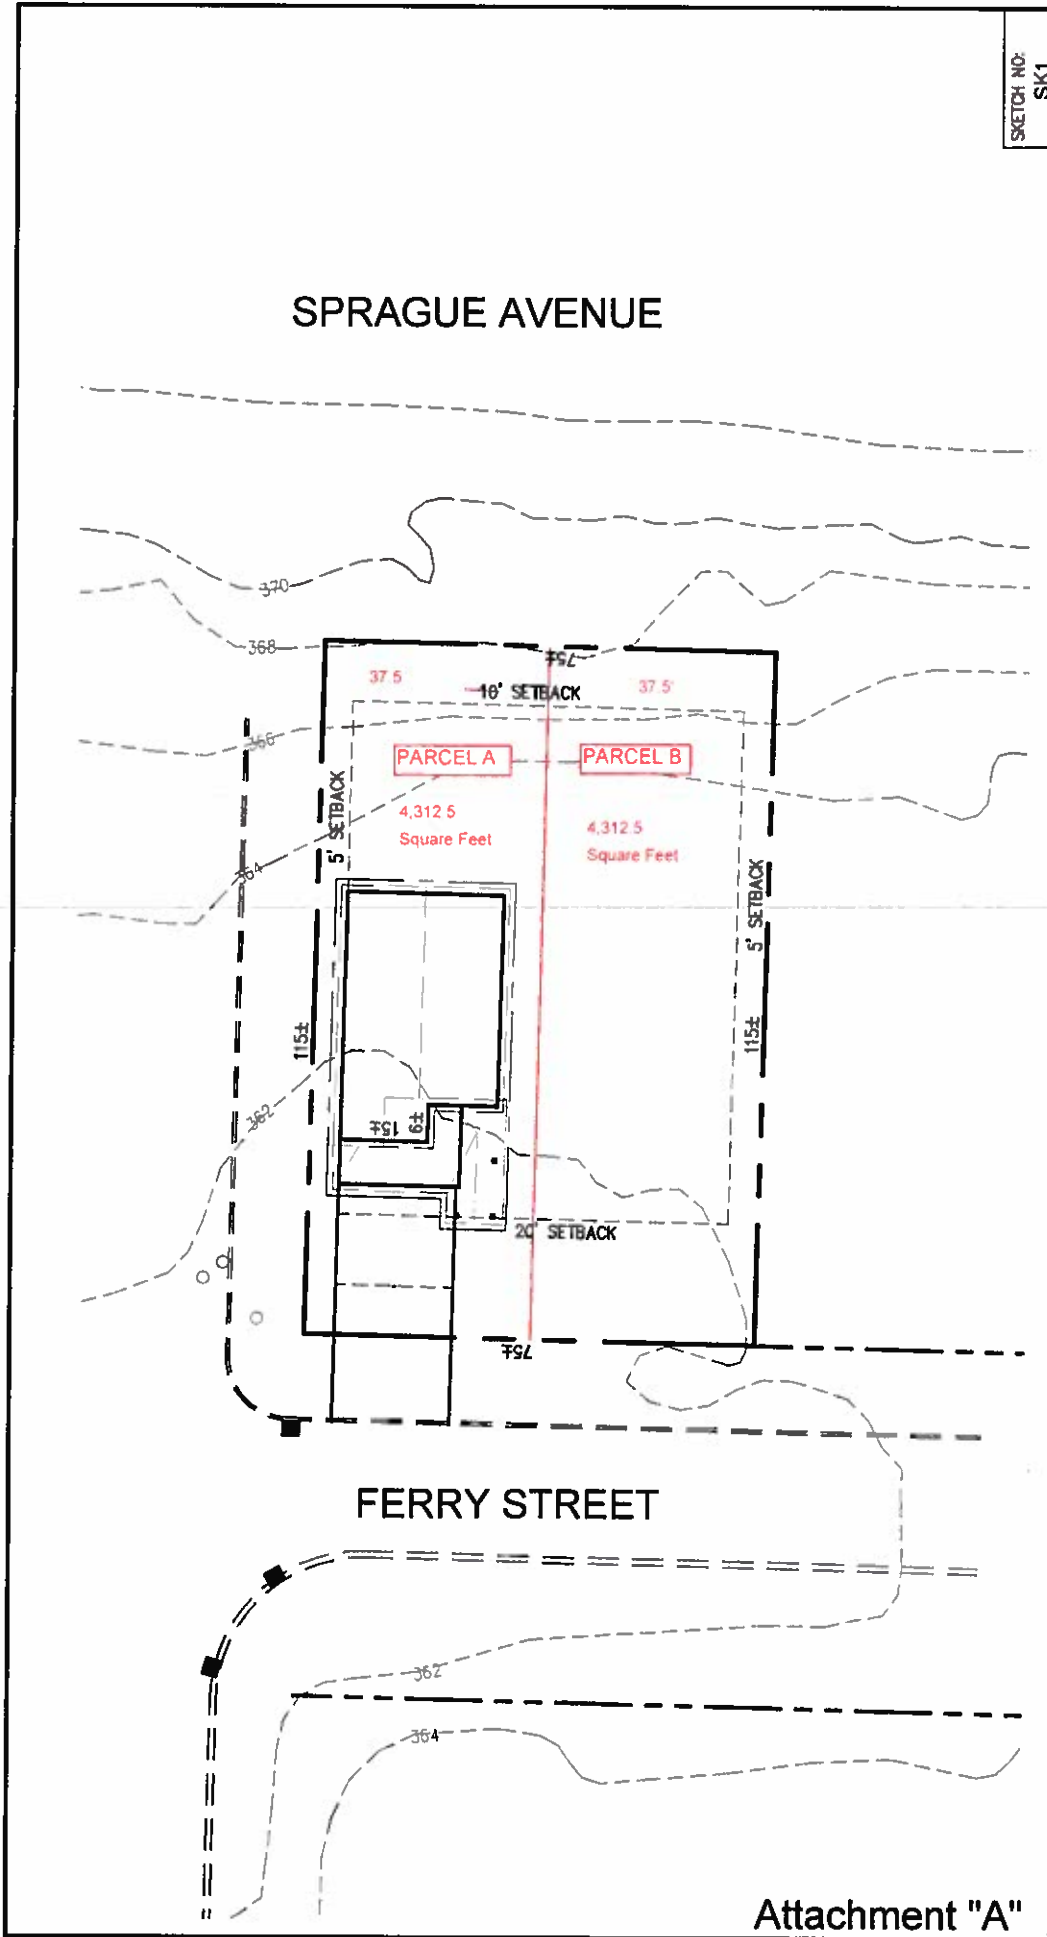 SKETCH NO:
SK1
SPRAGUE AVENUE
370
368
75±
37.5
10' SETBACK
37.5'
366
PARCEL A
PARCEL B
5' SETBACK
4,312.5
Square Feet
4,312.5
Square Feet
364
5' SETBACK
115±
115±
362
15±
6±
20' SETBACK
75±
FERRY STREET
362
364
Attachment "A"